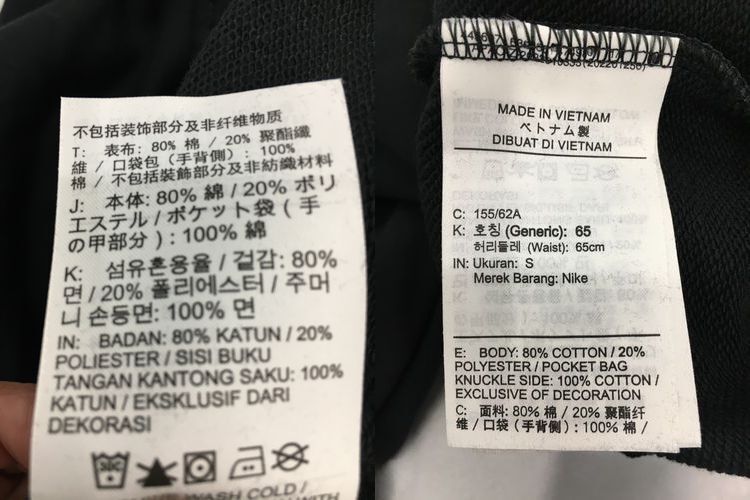 不包括装饰部分及非纤维物质
T: 表布: 80% 棉 / 20% 聚酯纖
維 / 口袋包 (手背側) : 100%
棉 / 不包括裝飾部分及非紡織材料
J: 本体: 80% 綿 / 20% ポリ
エステル / ポケット袋 ( 手
の甲部分 ) : 100% 綿
K: 섬유혼용율 / 겉감: 80%
면 / 20% 폴리에스터 / 주머
니 손등면: 100% 면
IN: BADAN: 80% KATUN / 20%
POLIESTER / SISI BUKU
TANGAN KANTONG SAKU: 100%
KATUN / EKSKLUSIF DARI
DEKORASI
WASH COLD /
MADE IN VIETNAM
ベトナム製
DIBUAT DI VIETNAM
C: 155/62A
K: 호칭 (Generic): 65
허리둘레 (Waist): 65cm
IN: Ukuran: S
Merek Barang: Nike
E: BODY: 80% COTTON / 20%
POLYESTER / POCKET BAG
KNUCKLE SIDE: 100% COTTON /
EXCLUSIVE OF DECORATION
C: 面料: 80% 棉 / 20% 聚酯纤
维 / 口袋 (手背侧) : 100% 棉 /